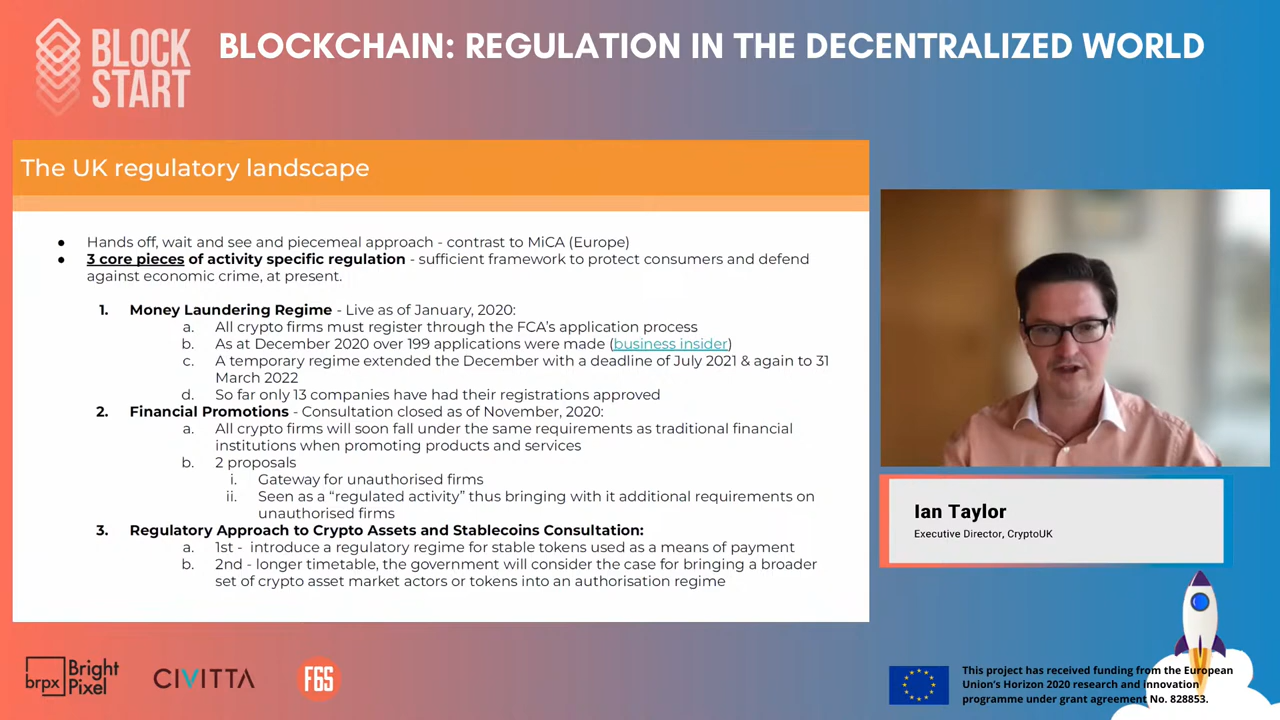 BLOCK
START
BLOCKCHAIN: REGULATION IN THE DECENTRALIZED WORLD
The UK regulatory landscape
● Hands off, wait and see and piecemeal approach - contrast to MiCA (Europe)
● 3 core pieces of activity specific regulation - sufficient framework to protect consumers and defend
against economic crime, at present.
1. Money Laundering Regime - Live as of January, 2020:
a. All crypto firms must register through the FCA's application process
b. As at December 2020 over 199 applications were made (business insider)
c. A temporary regime extended the December with a deadline of July 2021 & again to 31
March 2022
d. So far only 13 companies have had their registrations approved
2. Financial Promotions - Consultation closed as of November, 2020:
a. All crypto firms will soon fall under the same requirements as traditional financial
institutions when promoting products and services
b. 2 proposals
i. Gateway for unauthorised firms
ii. Seen as a “regulated activity” thus bringing with it additional requirements on
unauthorised firms
3. Regulatory Approach to Crypto Assets and Stablecoins Consultation:
a. 1st - introduce a regulatory regime for stable tokens used as a means of payment
b. 2nd - longer timetable, the government will consider the case for bringing a broader
set of crypto asset market actors or tokens into an authorisation regime
Ian Taylor
Executive Director, CryptoUK
brpx
Bright
Pixel
CIVITTA
F6S
This project has received funding from the European
Union's Horizon 2020 research and innovation
programme under grant agreement No. 828853.